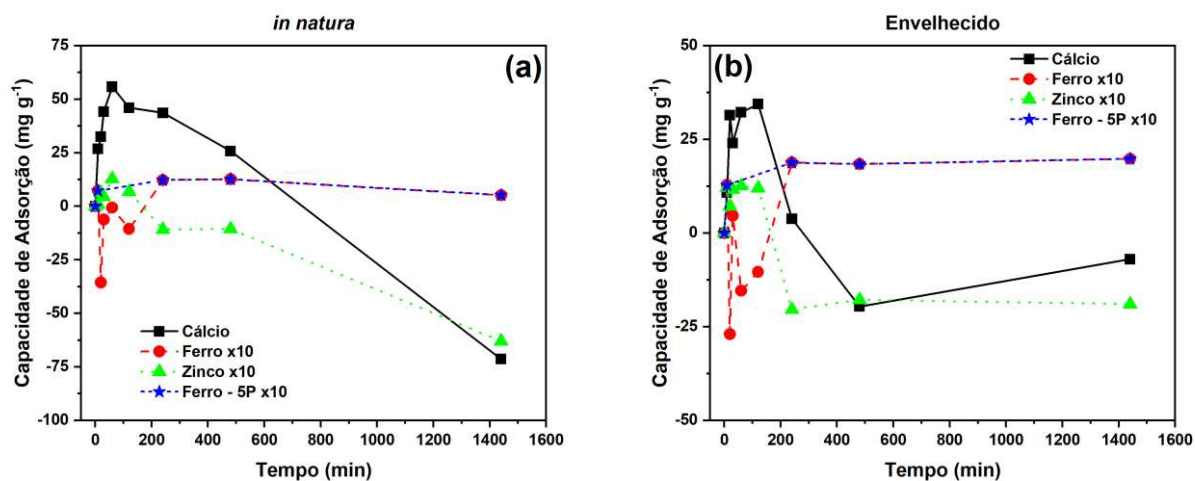 in natura
(a)
Capacidade de Adsorção (mg g-1)
75
50
25
0
-25
-50
-75
-100
Cálcio
Ferro x10
Zinco x10
Ferro - 5P x10
0 200 400 600 800 1000 1200 1400 1600
Tempo (min)
Envelhecido
(b)
Capacidade de Adsorção (mg g-1)
50
25
0
-25
-50
Cálcio
Ferro x10
Zinco x10
Ferro - 5P x10
0 200 400 600 800 1000 1200 1400 1600
Tempo (min)